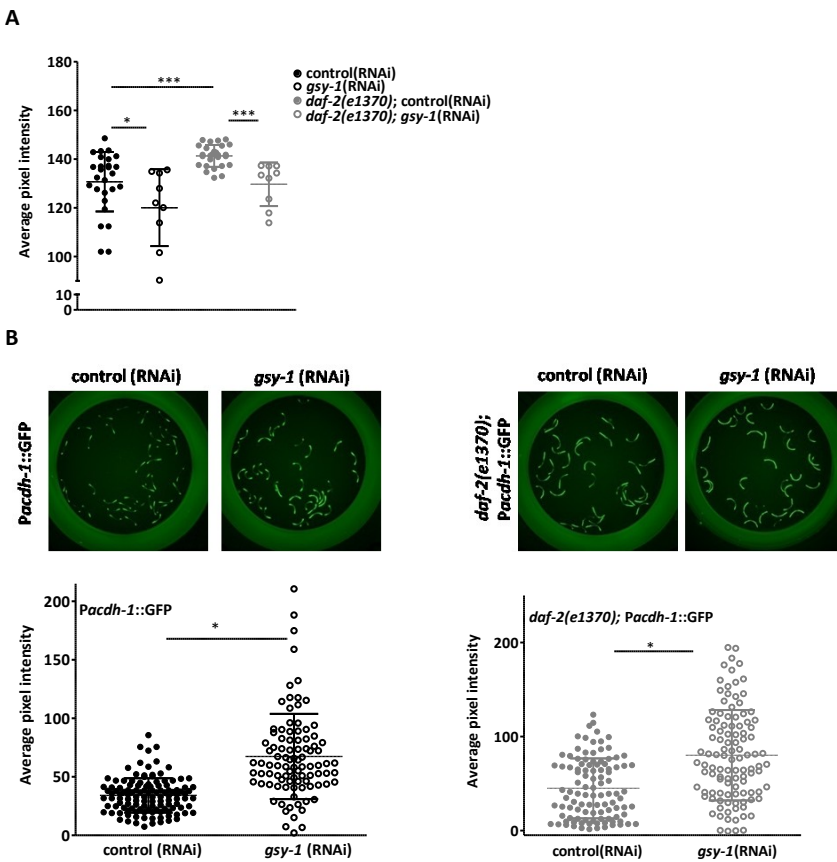 A
180
160
140
120
100
10
0
Average pixel intensity
***
*
***
control(RNAi)
gsy-1(RNAi)
daf-2(e1370); control(RNAi)
daf-2(e1370); gsy-1(RNAi)
B
control (RNAi)
gsy-1 (RNAi)
Pacdh-1::GFP
control (RNAi)
gsy-1 (RNAi)
daf-2(e1370);
Pacdh-1::GFP
Pacdh-1::GFP
*
200
150
100
50
0
Average pixel intensity
control (RNAi)
gsy-1(RNAi)
daf-2(e1370); Pacdh-1::GFP
*
200
100
0
Average pixel intensity
control(RNAi)
gsy-1(RNAi)